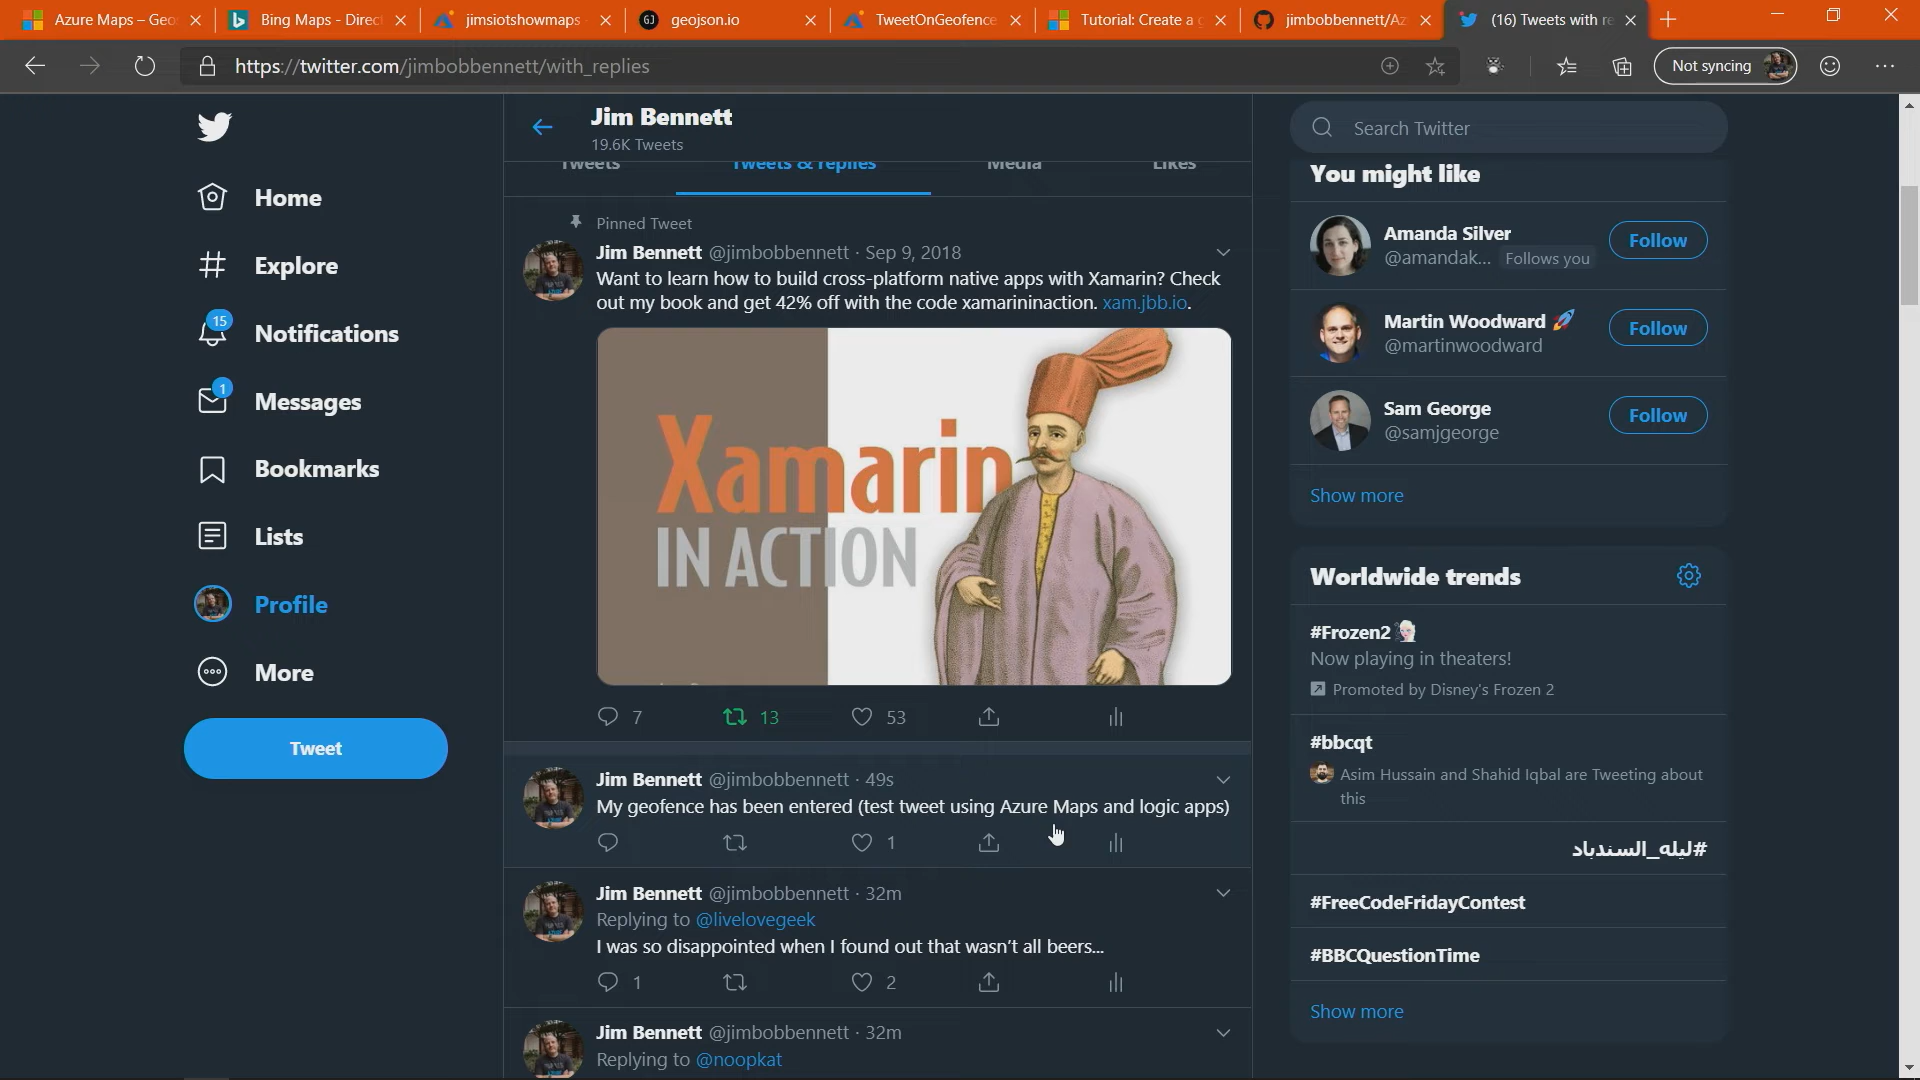 Azure Maps – Geo
Bing Maps - Direct
jimsiotshowmaps
geojson.io
TweetOnGeofence
Tutorial: Create a g
jimbobbennett/Az
(16) Tweets with re
https://twitter.com/jimbobbennett/with_replies
Not syncing
Home
Explore
15
Notifications
1
Messages
Bookmarks
Lists
Profile
More
Tweet
Jim Bennett
19.6K Tweets
Tweets
Tweets & replies
Media
Likes
Pinned Tweet
Jim Bennett @jimbobbennett · Sep 9, 2018
Want to learn how to build cross-platform native apps with Xamarin? Check
out my book and get 42% off with the code xamarininaction. xam.jbb.io.
Xamarin
IN ACTION
7
13
53
Jim Bennett @jimbobbennett · 49s
My geofence has been entered (test tweet using Azure Maps and logic apps)
1
Jim Bennett @jimbobbennett · 32m
Replying to @livelovegeek
I was so disappointed when I found out that wasn't all beers...
1
2
Jim Bennett @jimbobbennett · 32m
Replying to @noopkat
Search Twitter
You might like
Amanda Silver
@amandak... Follows you
Follow
Martin Woodward 🚀
@martinwoodward
Follow
Sam George
@samjgeorge
Follow
Show more
Worldwide trends
#Frozen2
Now playing in theaters!
Promoted by Disney's Frozen 2
#bbcqt
Asim Hussain and Shahid Iqbal are Tweeting about
this
#ليله_السندباد
#FreeCodeFridayContest
#BBCQuestionTime
Show more